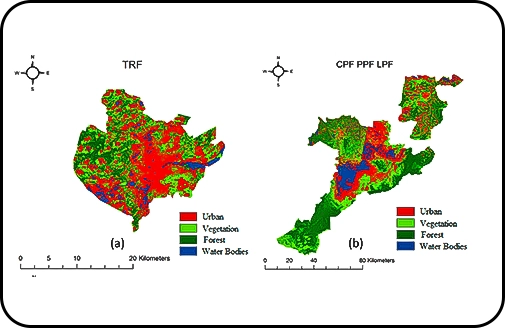 TRF
N
W E
S
Urban
Vegetation
Forest
Water Bodies
(a)
0 10 20 Kilometers
CPF PPF LPF
N
W E
S
Urban
Vegetation
Forest
Water Bodies
(b)
0 20 40 80 Kilometers